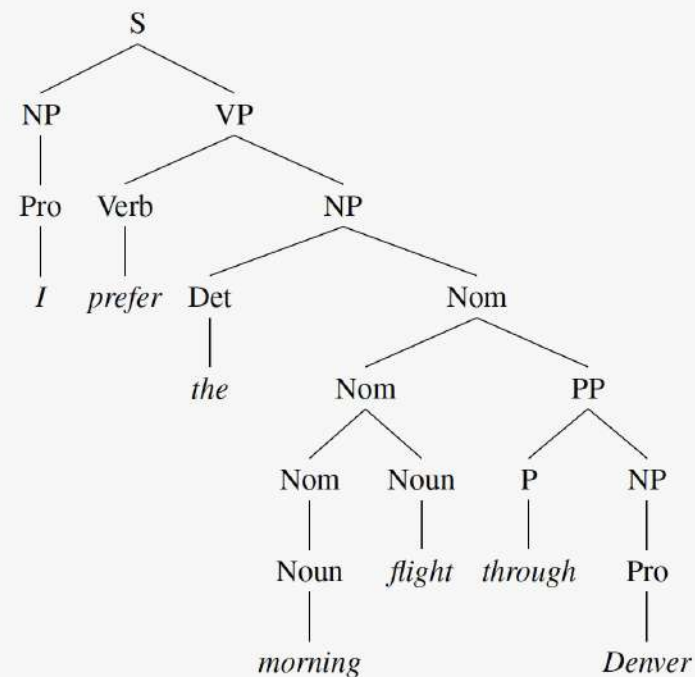 S
NP VP
Pro Verb NP
I prefer Det Nom
the Nom PP
Nom Noun P NP
Noun flight through Pro
morning Denver